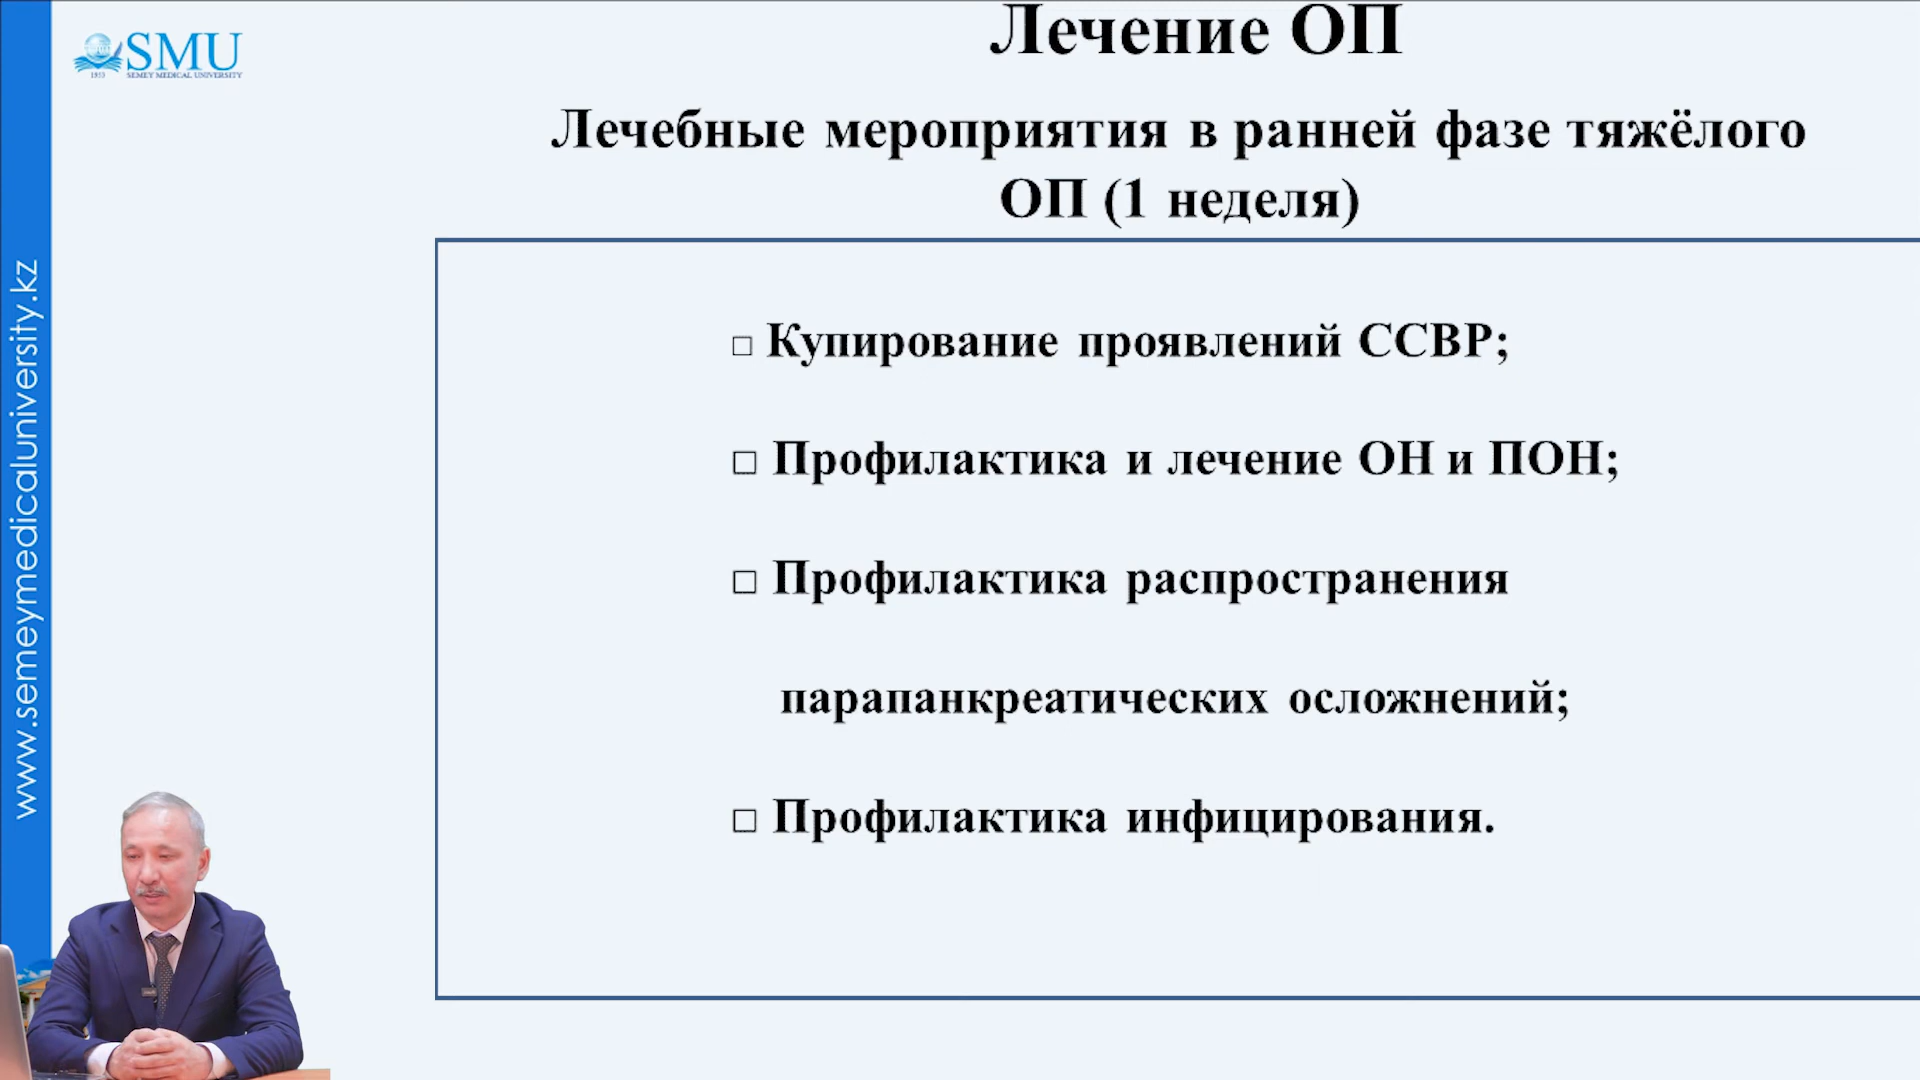 Лечение ОП
SMU
1953 SEMEY MEDICAL UNIVERSITY
Лечебные мероприятия в ранней фазе тяжёлого
ОП (1 неделя)
www.semeymedicaluniversity.kz
□ Купирование проявлений ССВР;
□ Профилактика и лечение ОН и ПОН;
□ Профилактика распространения
парапанкреатических осложнений;
□ Профилактика инфицирования.